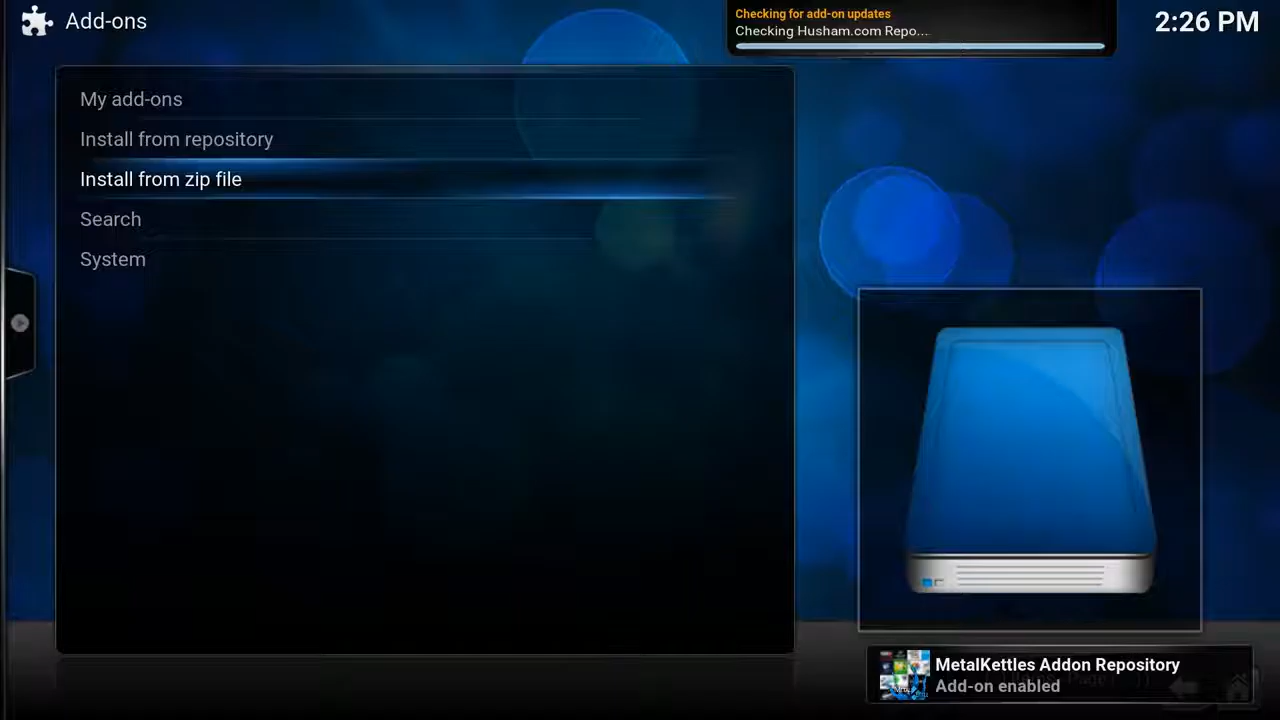 Add-ons
Checking for add-on updates
Checking Husham.com Repo...
2:26 PM
My add-ons
Install from repository
Install from zip file
Search
System
MetalKettles Addon Repository
Add-on enabled